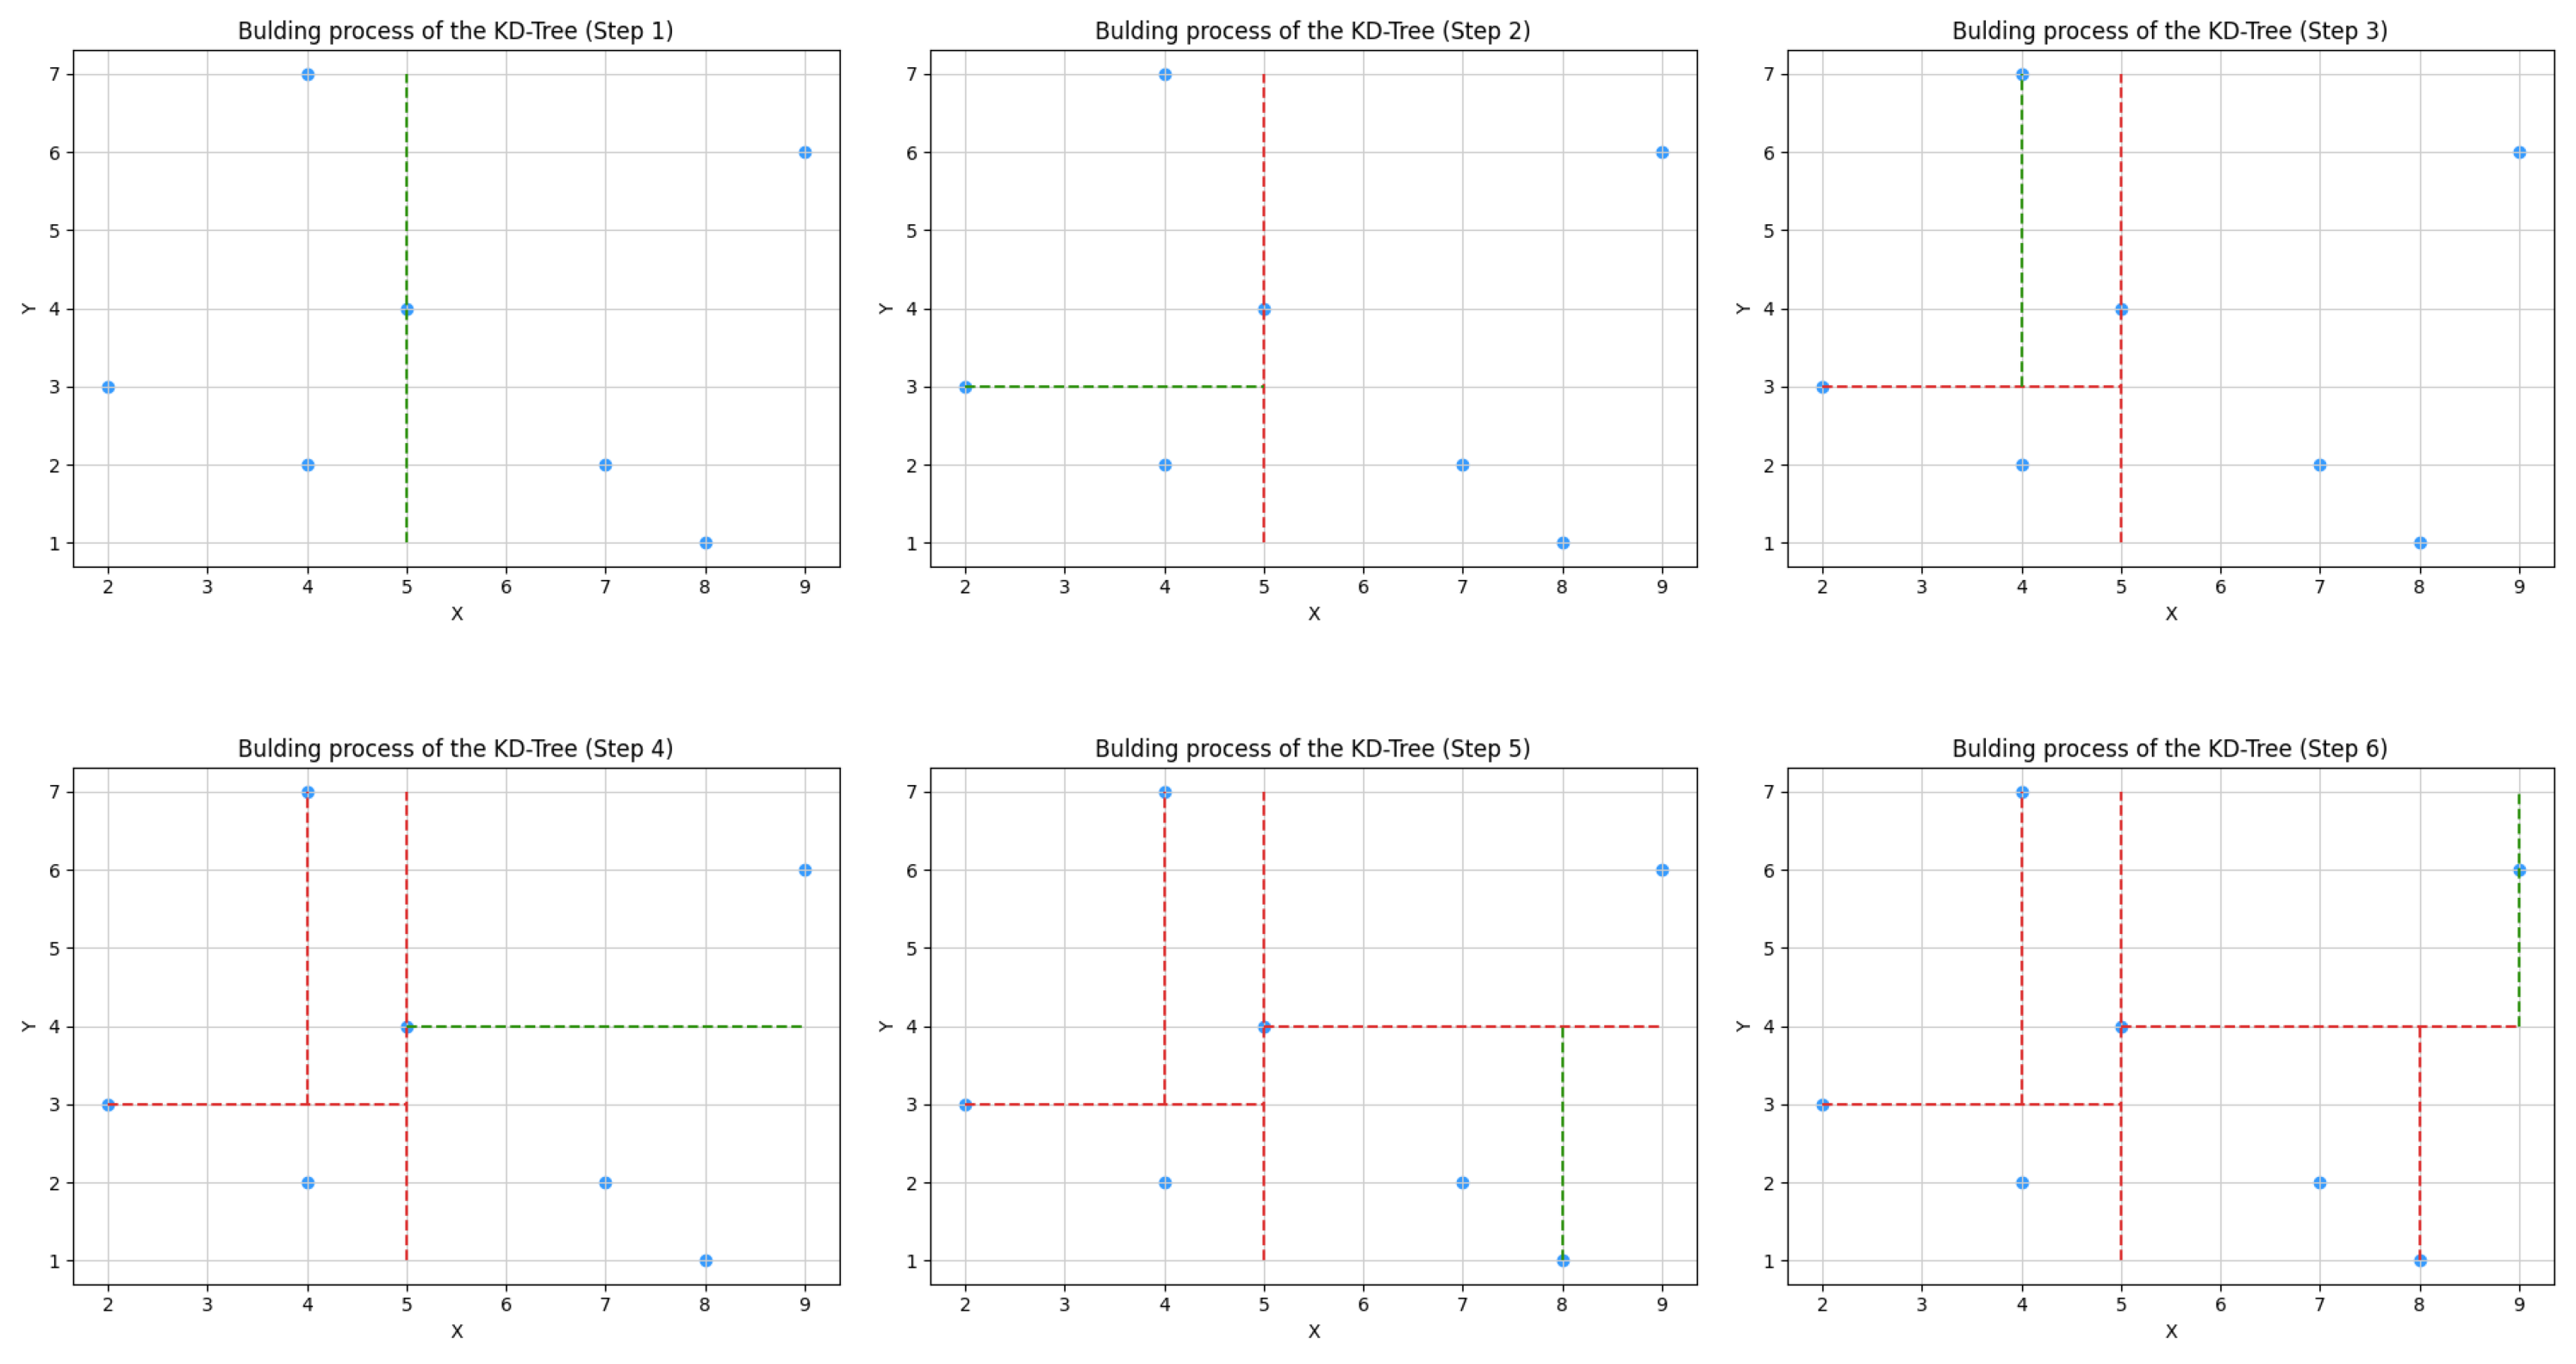 Bulding process of the KD-Tree (Step 1)
7
6
5
4
3
2
1
Y
2 3 4 5 6 7 8 9
X
Bulding process of the KD-Tree (Step 2)
7
6
5
4
3
2
1
Y
2 3 4 5 6 7 8 9
X
Bulding process of the KD-Tree (Step 3)
7
6
5
4
3
2
1
Y
2 3 4 5 6 7 8 9
X
Bulding process of the KD-Tree (Step 4)
7
6
5
4
3
2
1
Y
2 3 4 5 6 7 8 9
X
Bulding process of the KD-Tree (Step 5)
7
6
5
4
3
2
1
Y
2 3 4 5 6 7 8 9
X
Bulding process of the KD-Tree (Step 6)
7
6
5
4
3
2
1
Y
2 3 4 5 6 7 8 9
X